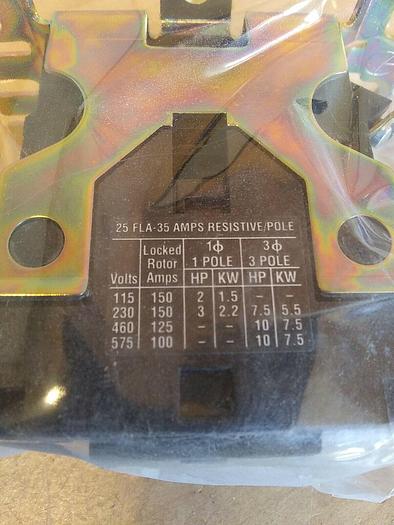 25 FLA-35 AMPS RESISTIVE/POLE
Locked 1ϕ 3ϕ
Rotor 1 POLE 3 POLE
Volts Amps HP KW HP KW
115 150 2 1.5 – –
230 150 3 2.2 7.5 5.5
460 125 – – 10 7.5
575 100 – – 10 7.5